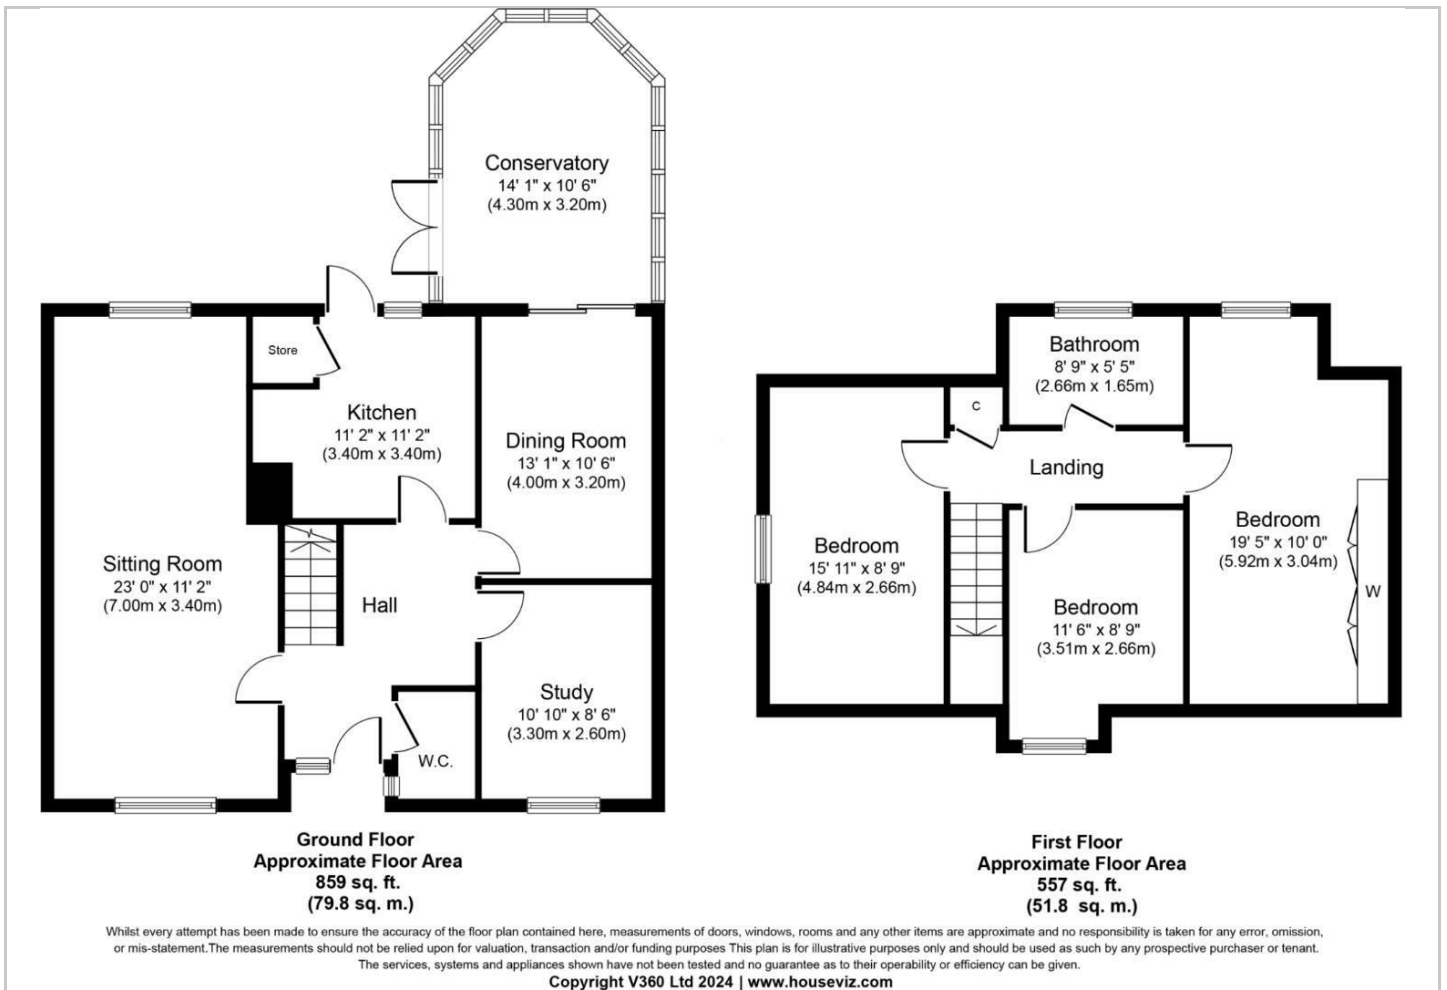 Conservatory
14' 1" x 10' 6"
(4.30m x 3.20m)
Store
Kitchen
11' 2" x 11' 2"
(3.40m x 3.40m)
Dining Room
13' 1" x 10' 6"
(4.00m x 3.20m)
Sitting Room
23' 0" x 11' 2"
(7.00m x 3.40m)
Hall
Study
10' 10" x 8' 6"
(3.30m x 2.60m)
W.C.
Ground Floor
Approximate Floor Area
859 sq. ft.
(79.8 sq. m.)
Bathroom
8' 9" x 5' 5"
(2.66m x 1.65m)
C
Landing
Bedroom
15' 11" x 8' 9"
(4.84m x 2.66m)
Bedroom
11' 6" x 8' 9"
(3.51m x 2.66m)
Bedroom
19' 5" x 10' 0"
(5.92m x 3.04m)
W
First Floor
Approximate Floor Area
557 sq. ft.
(51.8 sq. m.)
Whilst every attempt has been made to ensure the accuracy of the floor plan contained here, measurements of doors, windows, rooms and any other items are approximate and no responsibility is taken for any error, omission,
or mis-statement.The measurements should not be relied upon for valuation, transaction and/or funding purposes This plan is for illustrative purposes only and should be used as such by any prospective purchaser or tenant.
The services, systems and appliances shown have not been tested and no guarantee as to their operability or efficiency can be given.
Copyright V360 Ltd 2024 | www.houseviz.com